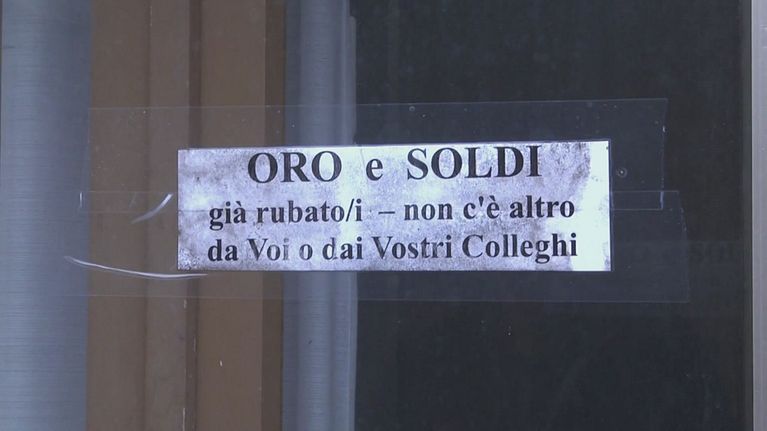 ORO e SOLDI
già rubato/i – non c'è altro
da Voi o dai Vostri Colleghi